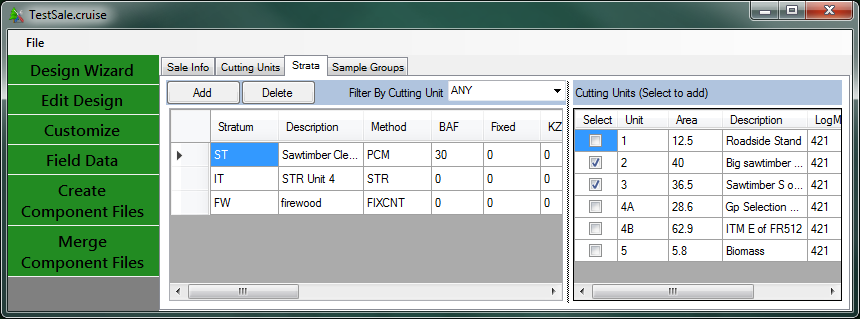 TestSale.cruise
File
Design Wizard
Edit Design
Customize
Field Data
Create
Component Files
Merge
Component Files
Sale Info Cutting Units Strata Sample Groups
Add Delete Filter By Cutting Unit ANY
Stratum Description Method BAF Fixed KZ
ST Sawtimber Cle... PCM 30 0 0
IT STR Unit 4 STR 0 0 0
FW firewood FIXCNT 0 0 0
Cutting Units (Select to add)
Select Unit Area Description LogM
1 12.5 Roadside Stand 421
2 40 Big sawtimber ... 421
3 36.5 Sawtimber S o... 421
4A 28.6 Gp Selection ... 421
4B 62.9 ITM E of FR512 421
5 5.8 Biomass 421